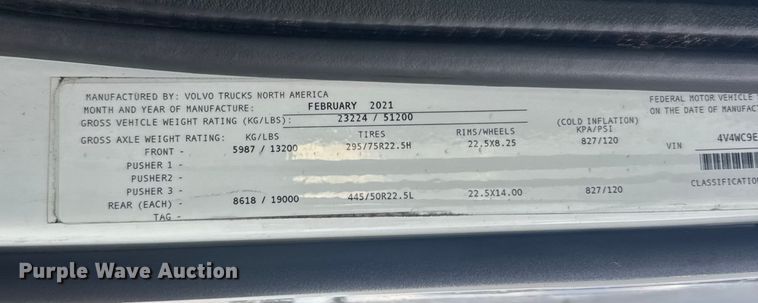 MANUFACTURED BY: VOLVO TRUCKS NORTH AMERICA
MONTH AND YEAR OF MANUFACTURE: FEBRUARY 2021
GROSS VEHICLE WEIGHT RATING (KG/LBS): 23224 / 51200
GROSS AXLE WEIGHT RATING: KG/LBS TIRES RIMS/WHEELS (COLD INFLATION) KPA/PSI
FRONT - 5987 / 13200 295/75R22.5H 22.5X8.25 827/120
PUSHER 1 -
PUSHER2 -
PUSHER 3 -
REAR (EACH) - 8618 / 19000 445/50R22.5L 22.5X14.00 827/120
TAG -
FEDERAL MOTOR VEHICLE
ON THE DATE OF MANUFACT
VIN 4V4WC9E
CLASSIFICATIO
Purple Wave Auction